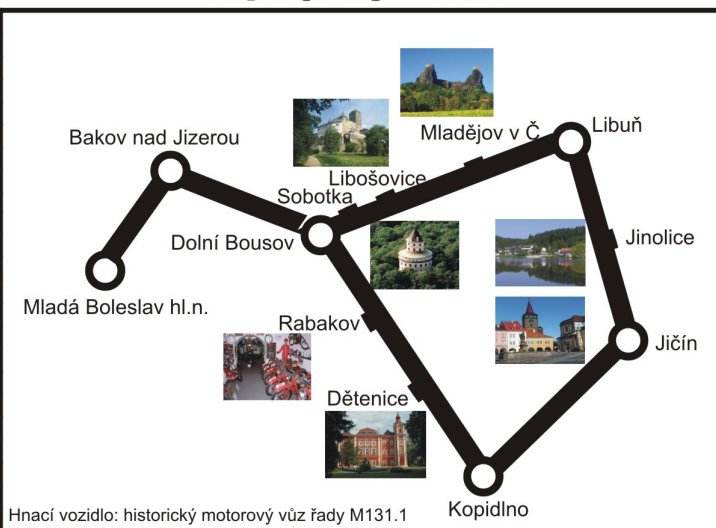 Mladějov v Č
Libuň
Bakov nad Jizerou
Libošovice
Sobotka
Dolní Bousov
Jinolice
Mladá Boleslav hl.n.
Rabakov
Jičín
Dětenice
Kopidlno
Hnací vozidlo: historický motorový vůz řady M131.1